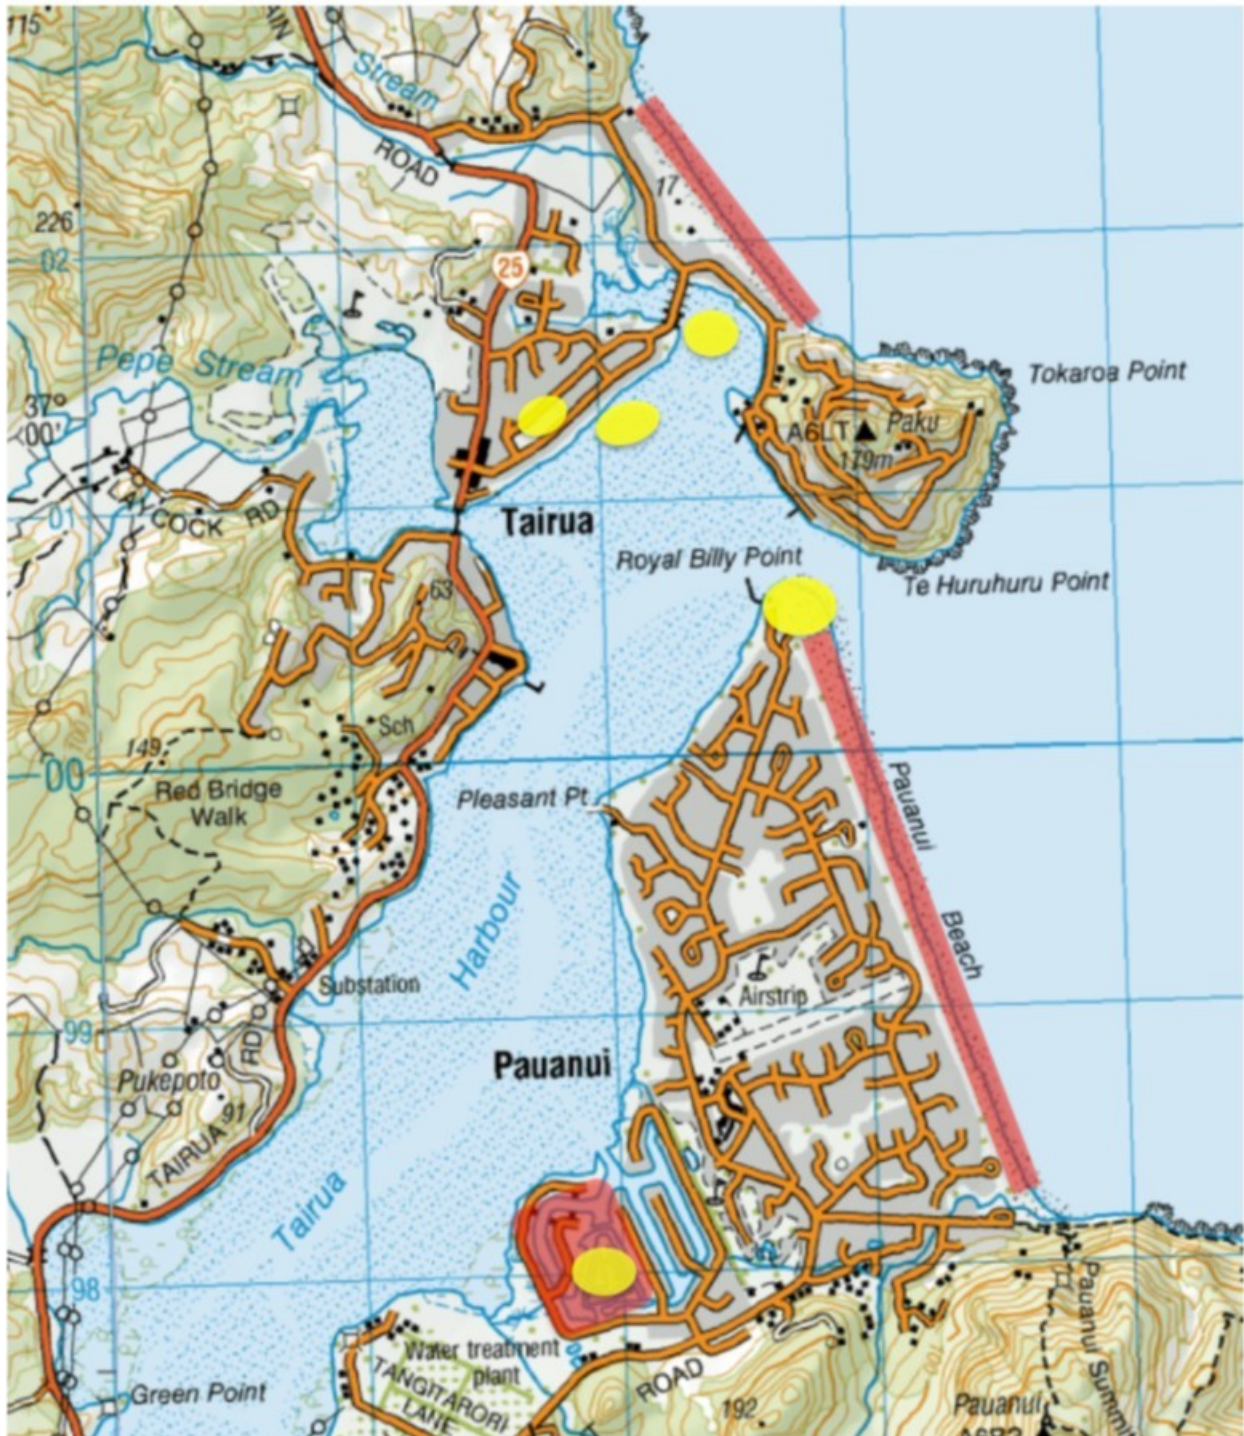 115
Stream
ROAD
17
226
02
25
Pepe Stream
Tokaroa Point
37°
00'
A6LT
Paku
179m
AYCOCK RD
01
Tairua
Royal Billy Point
Te Huruhuru Point
63
Sch
149
00
Red Bridge
Walk
Pleasant Pt
Pauanui
Beach
Harbour
Substation
Airstrip
99
RD
Pauanui
Pukepoto
91
TAIRUA
Tairua
98
Water treatment
plant
Green Point
TANGITARORI
LANE
ROAD
192
Pauanui
Pauanui Summit